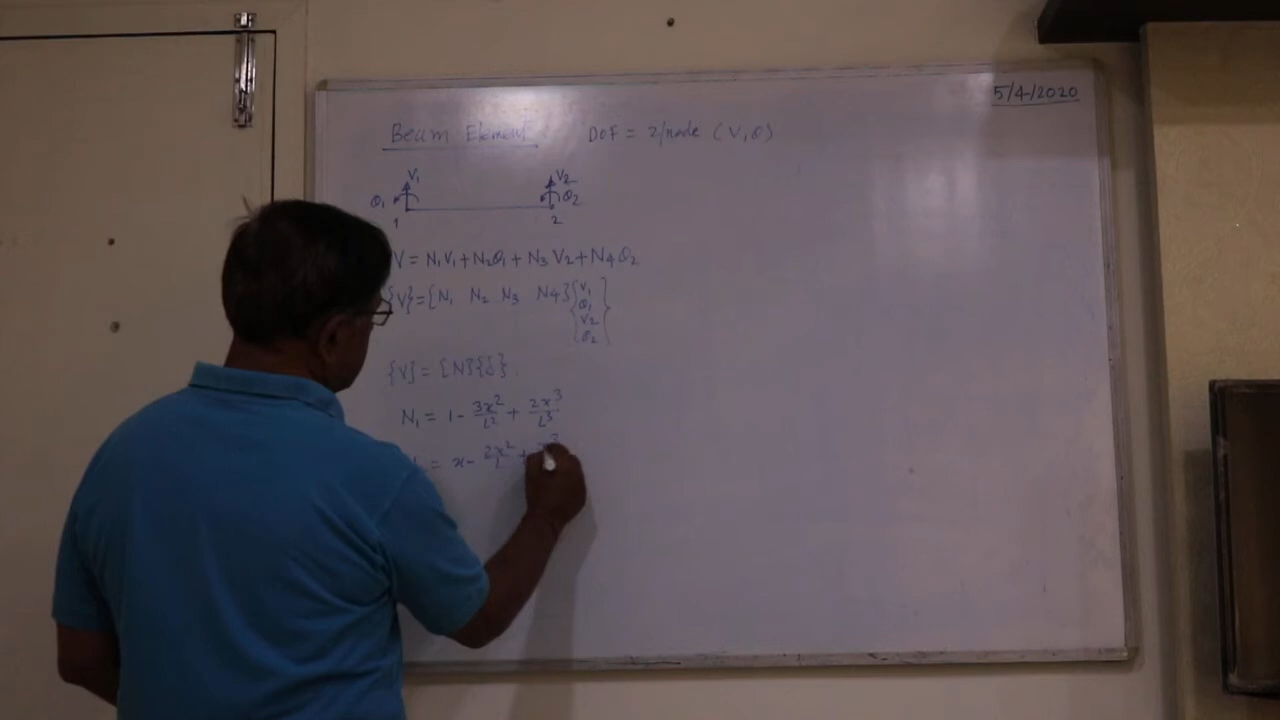 5/4/2020
Beam Element DOF = 2/node (V, θ)
V₁ V₂
θ₁ θ₂
1 2
V = N₁V₁ + N₂θ₁ + N₃V₂ + N₄θ₂
{V} = [N₁ N₂ N₃ N₄] {V₁ θ₁ V₂ θ₂}
{V} = [N]{δ}
N₁ = 1 - 3x²/L² + 2x³/L³
= x - 2x²/L +